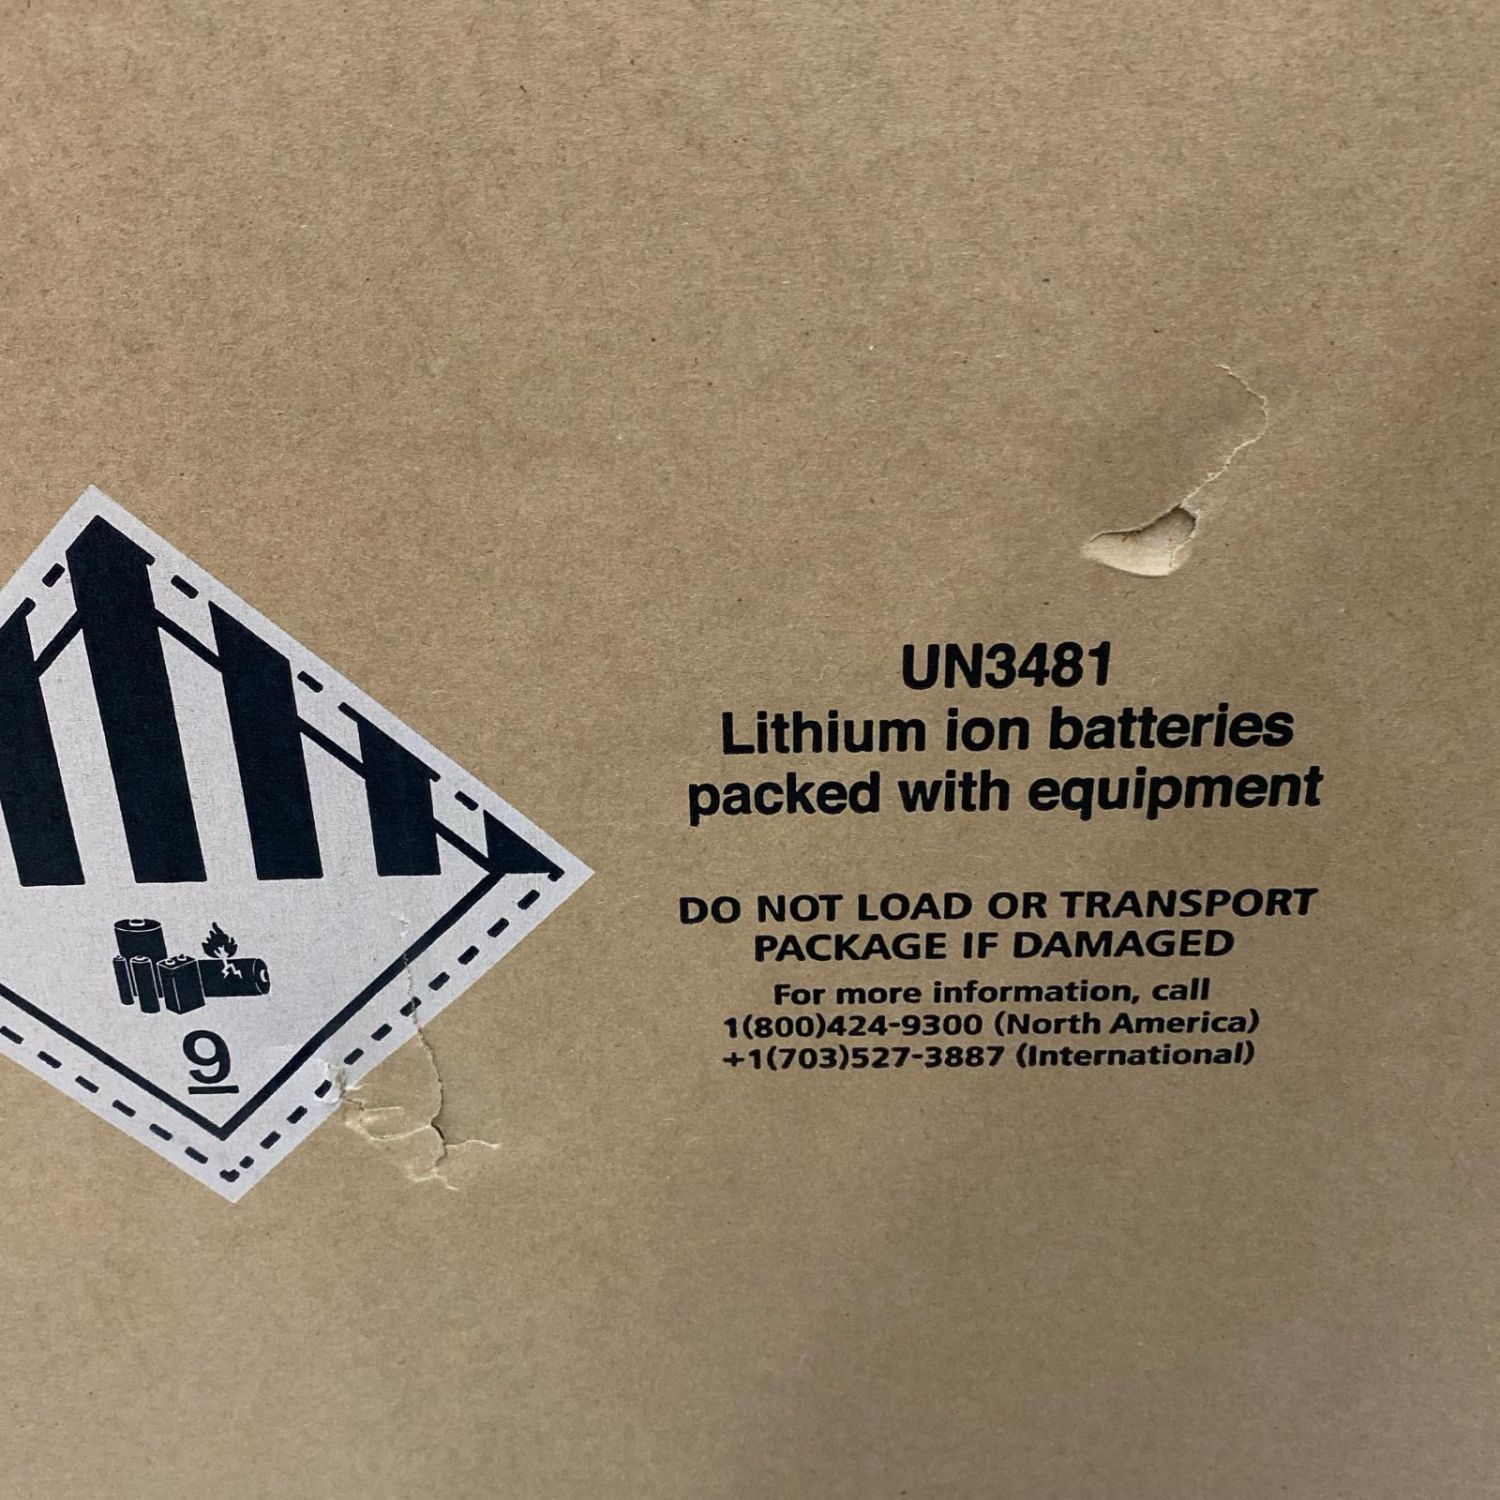 UN3481
Lithium ion batteries
packed with equipment
DO NOT LOAD OR TRANSPORT
PACKAGE IF DAMAGED
For more information, call
1(800)424-9300 (North America)
+1(703)527-3887 (International)
9